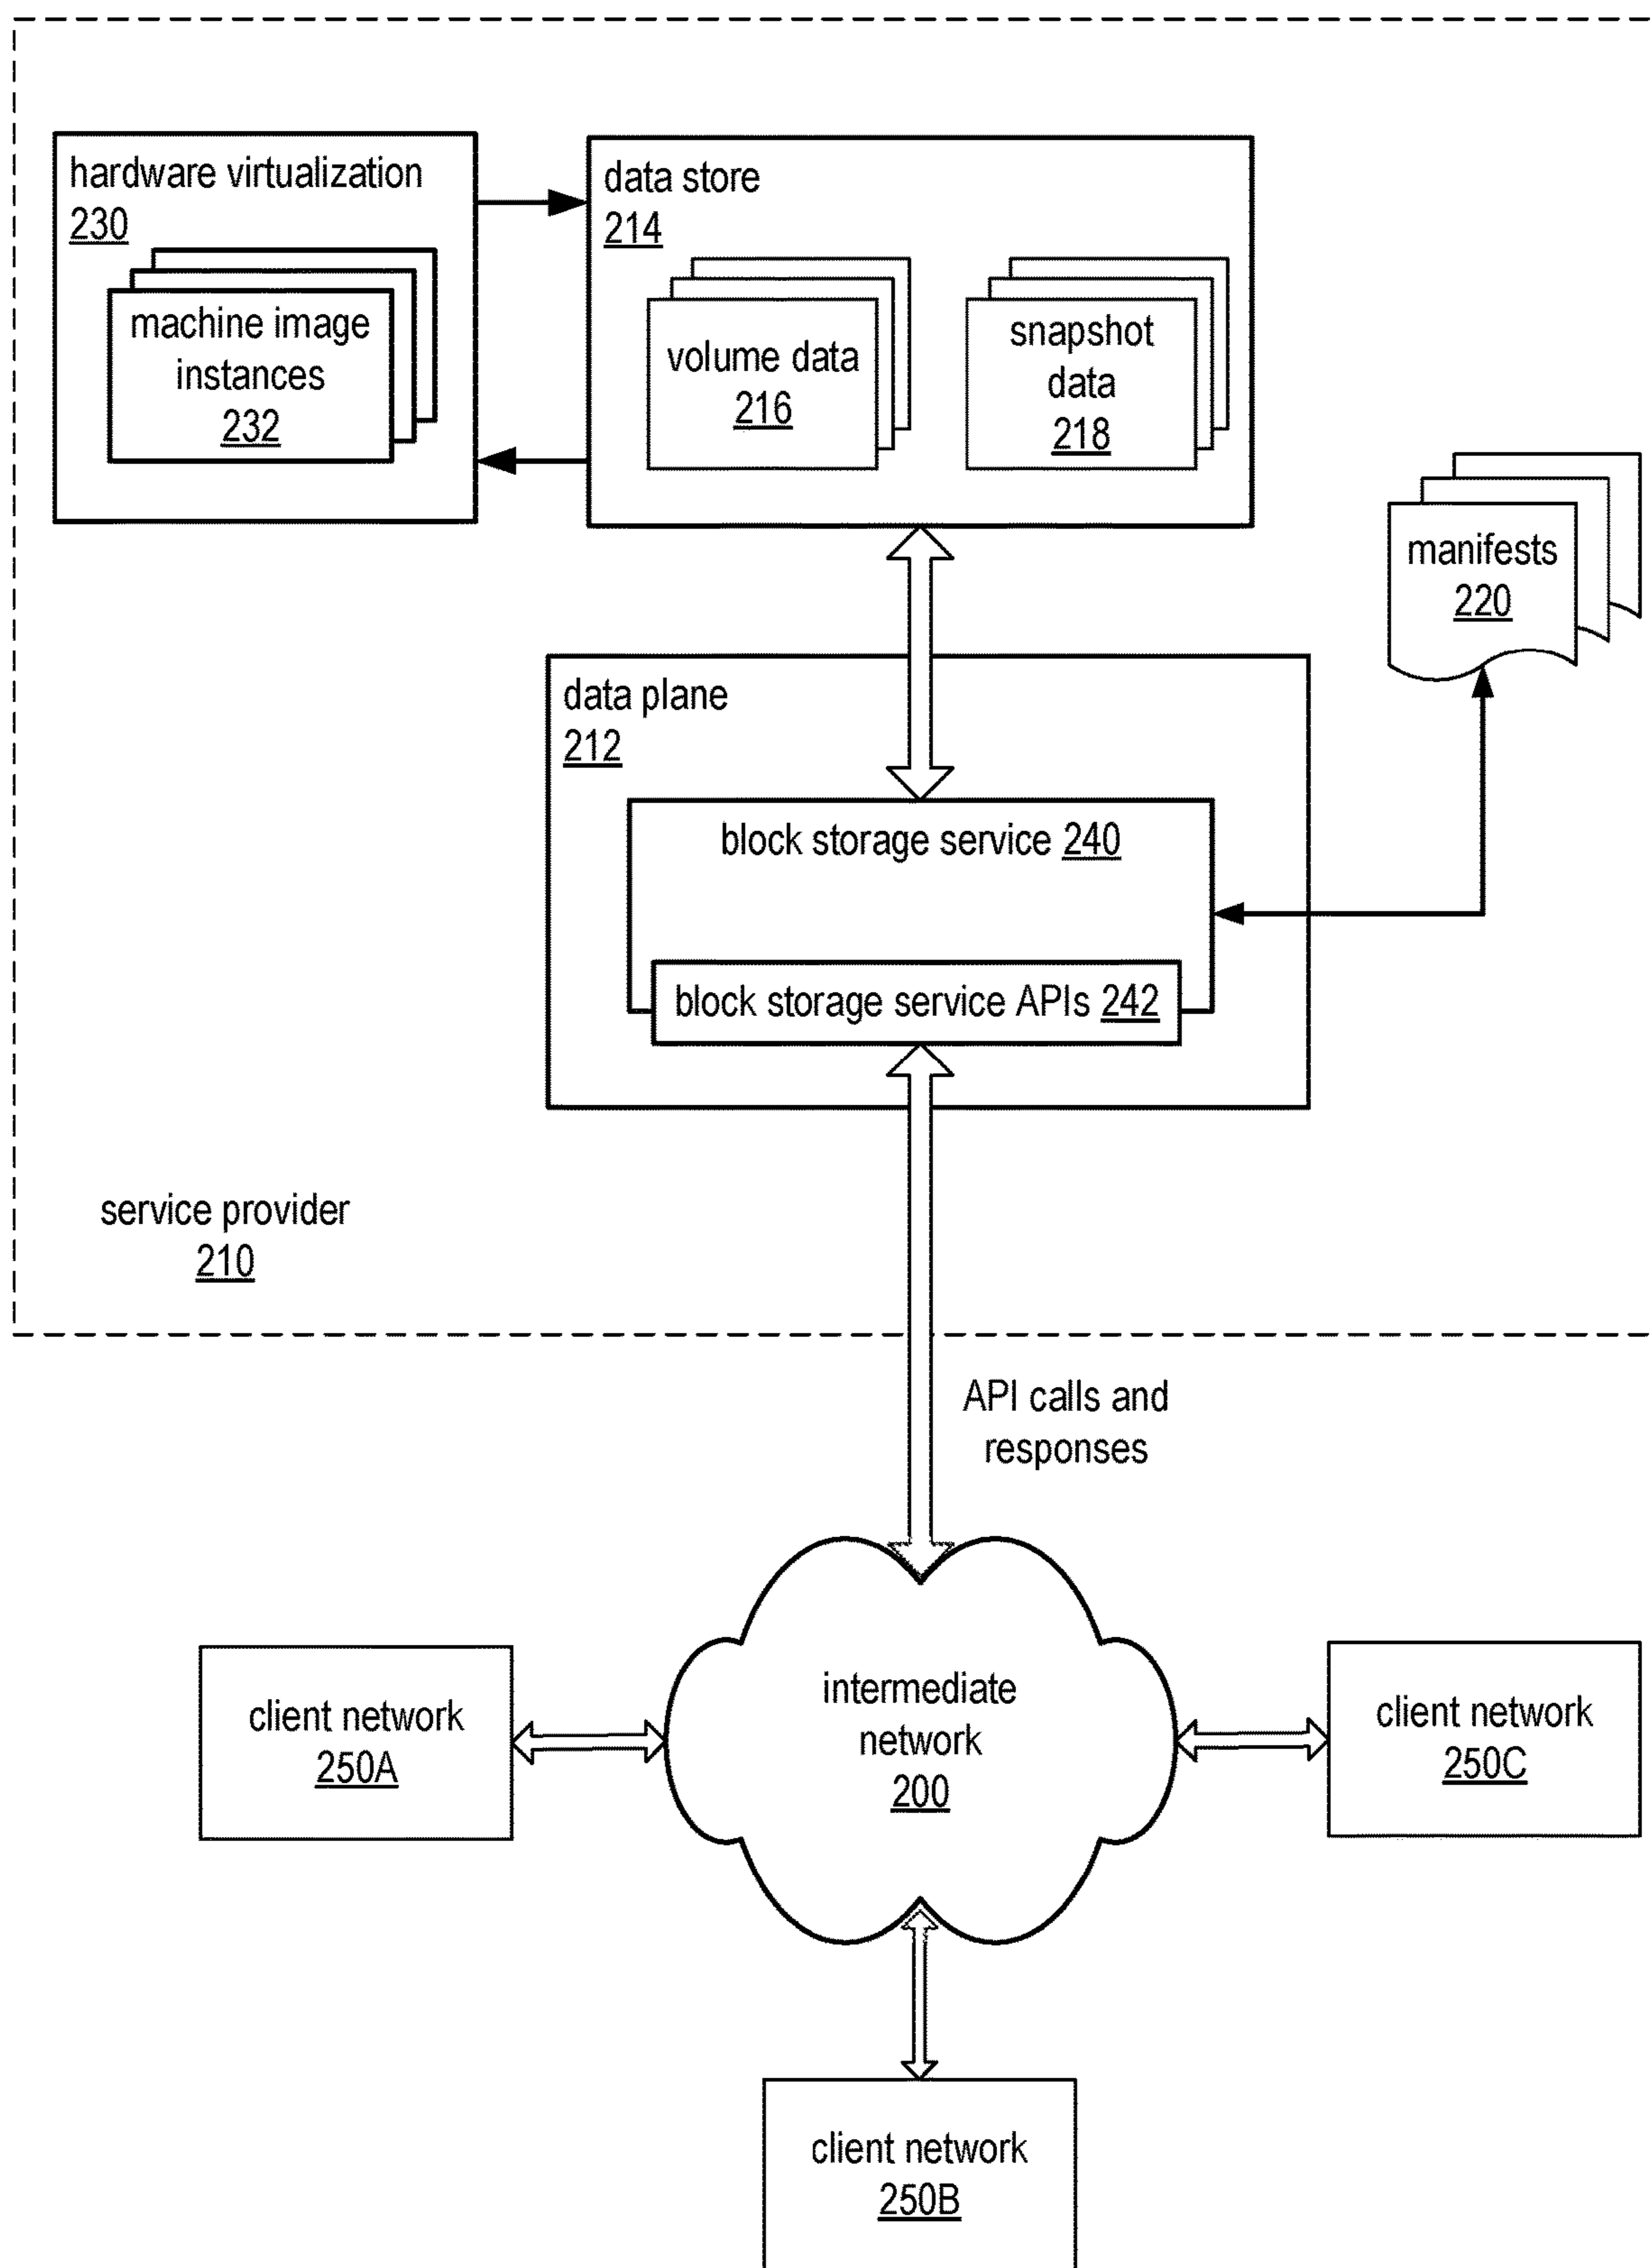 hardware virtualization
230
machine image
instances
232
data store
214
volume data
216
snapshot
data
218
manifests
220
data plane
212
block storage service 240
block storage service APIs 242
service provider
210
API calls and
responses
intermediate
network
200
client network
250A
client network
250C
client network
250B